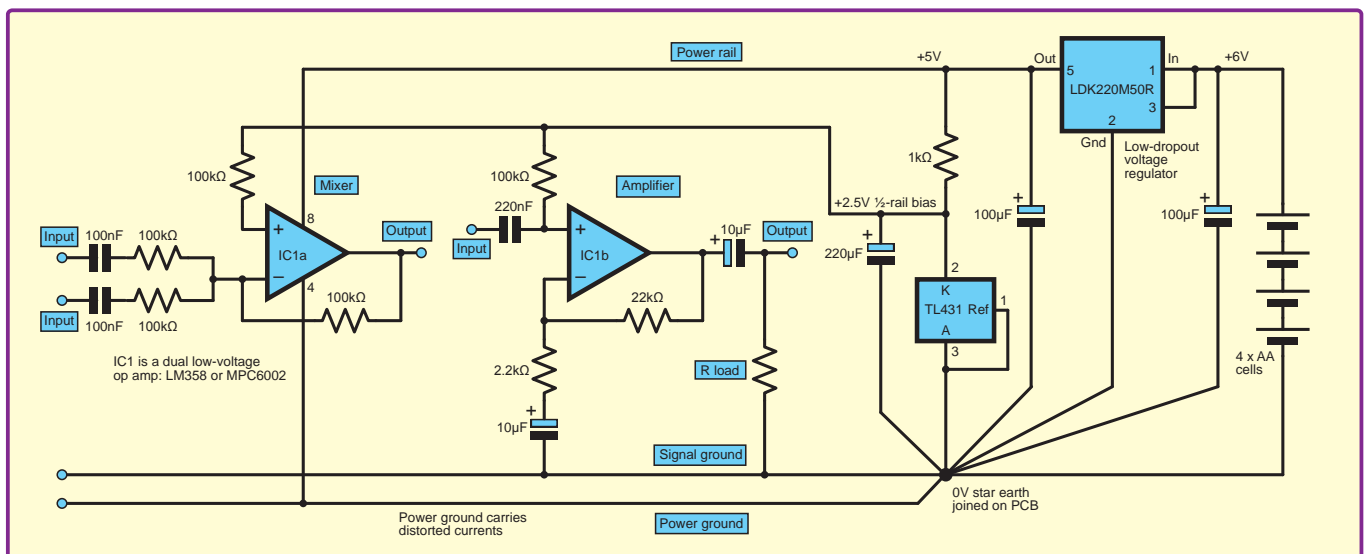 Power rail
+5V
Out
5
1
In
+6V
LDK220M50R
3
2
Gnd
Low-dropout
voltage
regulator
100kΩ
Mixer
8
+
IC1a
–
4
Output
100kΩ
Input
100nF
100kΩ
Input
100nF
100kΩ
IC1 is a dual low-voltage
op amp: LM358 or MPC6002
100kΩ
220nF
Input
Amplifier
+
IC1b
–
+
10µF
Output
22kΩ
2.2kΩ
+
10µF
R load
1kΩ
+2.5V ½-rail bias
+
220µF
2
K
TL431 Ref
1
A
3
+
100µF
+
100µF
4 x AA
cells
Signal ground
0V star earth
joined on PCB
Power ground carries
distorted currents
Power ground